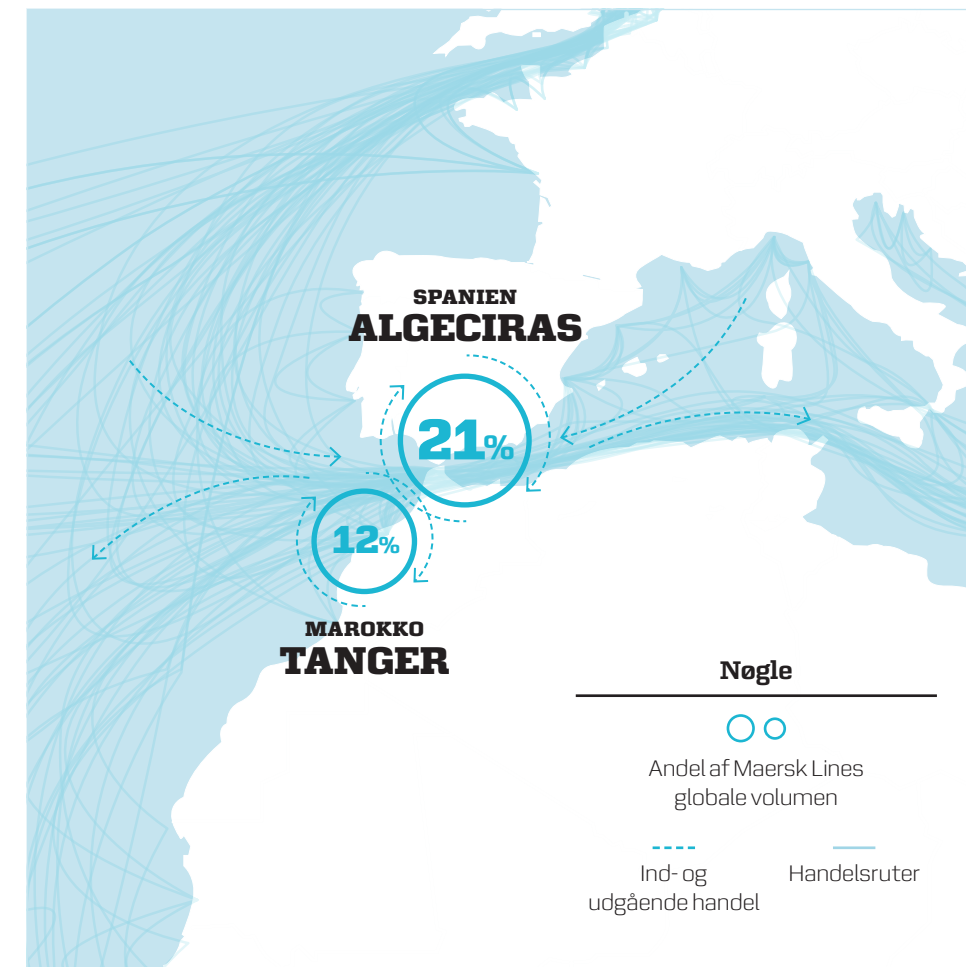 SPANIEN
ALGECIRAS
21%
12%
MAROKKO
TANGER
Nøgle
Andel af Maersk Lines
globale volumen
Ind- og
udgående handel
Handelsruter